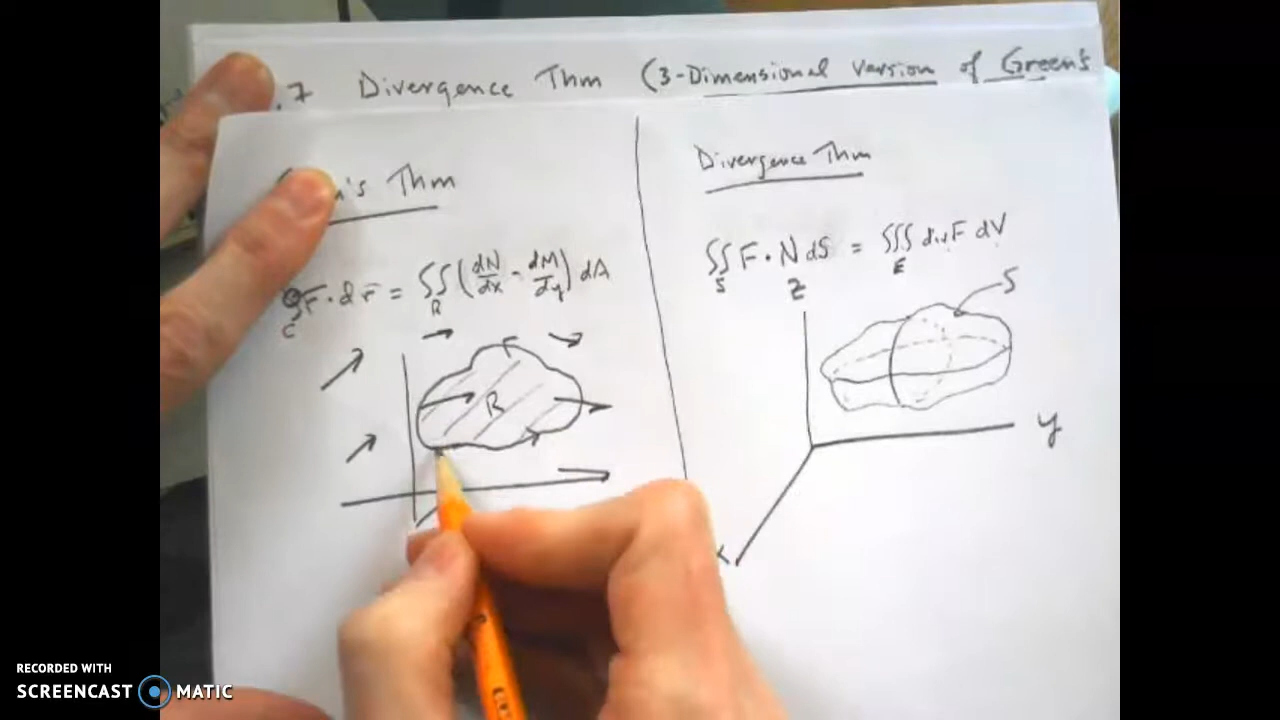 .7 Divergence Thm (3-Dimensional Version of Green's
's Thm
∮F · dr = ∬(dN/dx - dM/dy) dA
C R
R
Divergence Thm
∬F · N dS = ∭ div F dV
S E
z
S
y
RECORDED WITH
SCREENCAST MATIC